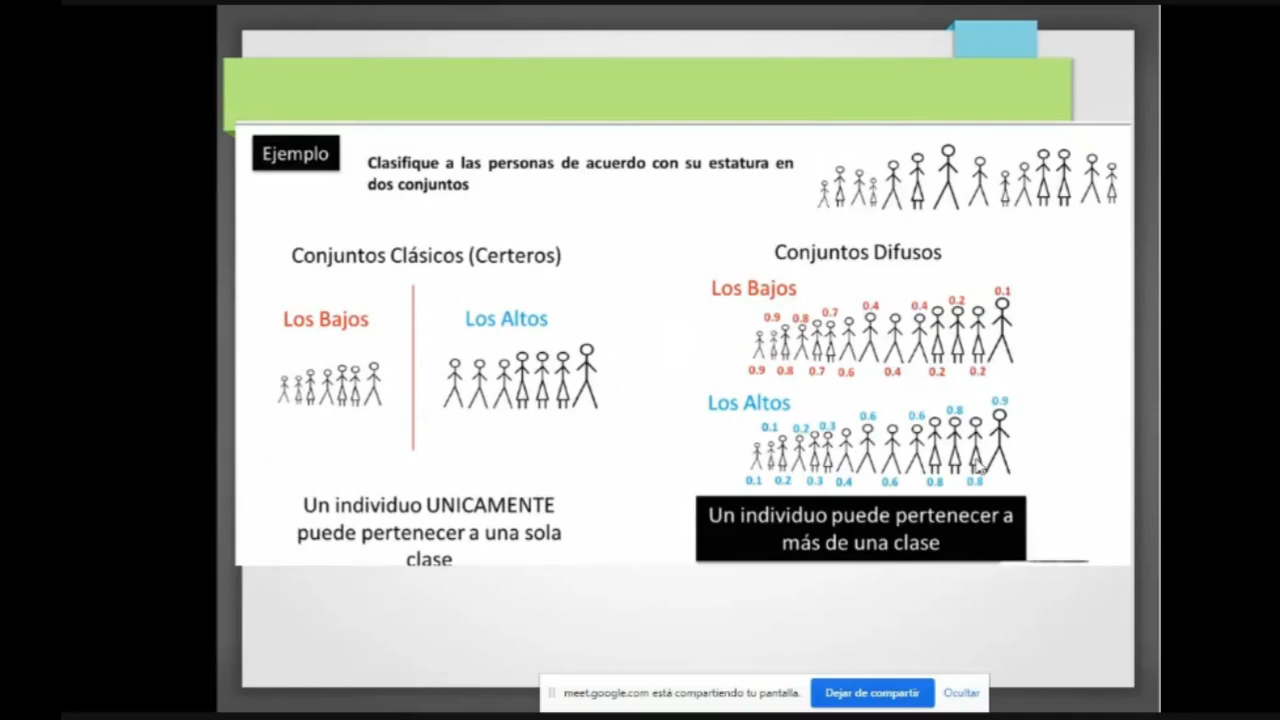 Ejemplo
Clasifique a las personas de acuerdo con su estatura en
dos conjuntos
Conjuntos Clásicos (Certeros)
Los Bajos
Los Altos
Un individuo UNICAMENTE
puede pertenecer a una sola
clase
Conjuntos Difusos
Los Bajos
0.9 0.8 0.7 0.4 0.4 0.2 0.1
0.9 0.8 0.7 0.6 0.4 0.2 0.2
Los Altos
0.1 0.2 0.3 0.6 0.6 0.8 0.9
0.1 0.2 0.3 0.4 0.6 0.8 0.8
Un individuo puede pertenecer a
más de una clase
meet.google.com está compartiendo tu pantalla.
Dejar de compartir
Ocultar